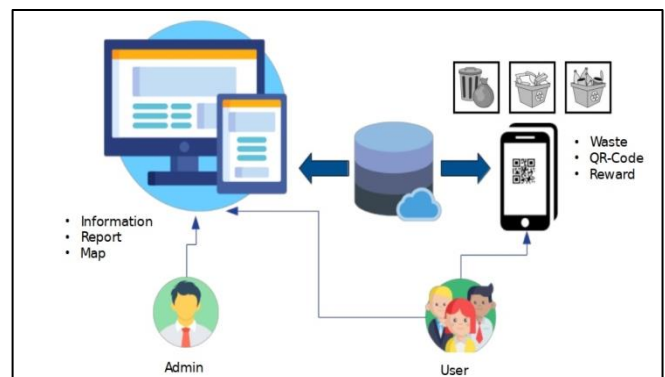 • Waste
• QR-Code
• Reward
• Information
• Report
• Map
Admin
User